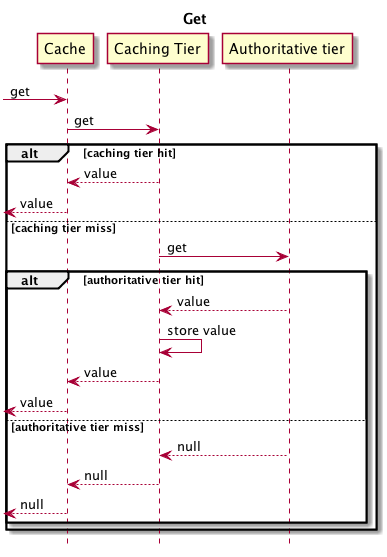 Get
Cache Caching Tier Authoritative tier
get
get
alt [caching tier hit]
value
value
[caching tier miss]
get
alt [authoritative tier hit]
value
store value
value
value
[authoritative tier miss]
null
null
null